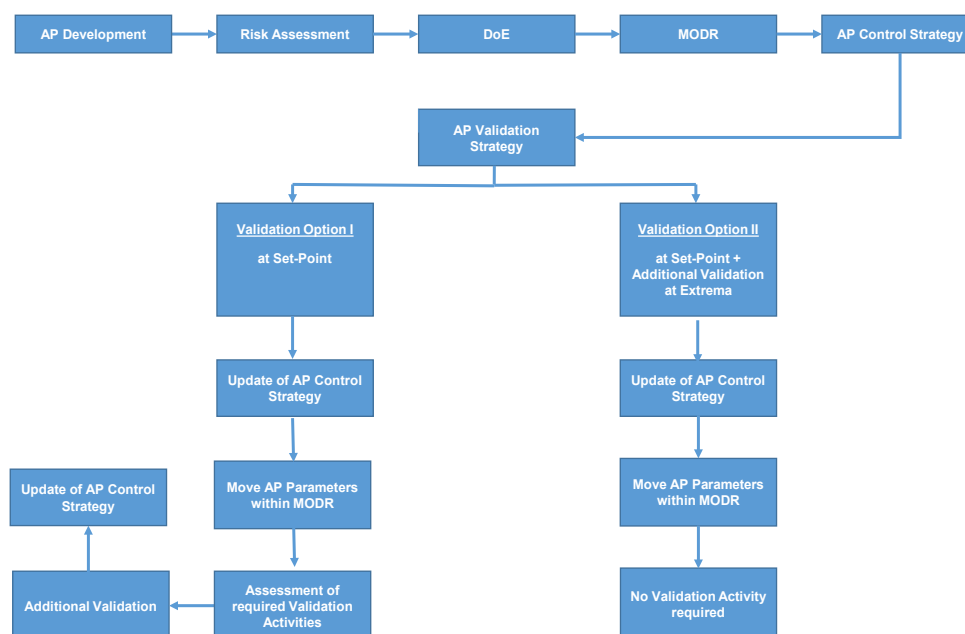 AP Development
Risk Assessment
DoE
MODR
AP Control Strategy
AP Validation
Strategy
Validation Option I
at Set-Point
Validation Option II
at Set-Point +
Additional Validation
at Extrema
Update of AP Control
Strategy
Update of AP Control
Strategy
Move AP Parameters
within MODR
Move AP Parameters
within MODR
Update of AP Control
Strategy
Additional Validation
Assessment of
required Validation
Activities
No Validation Activity
required